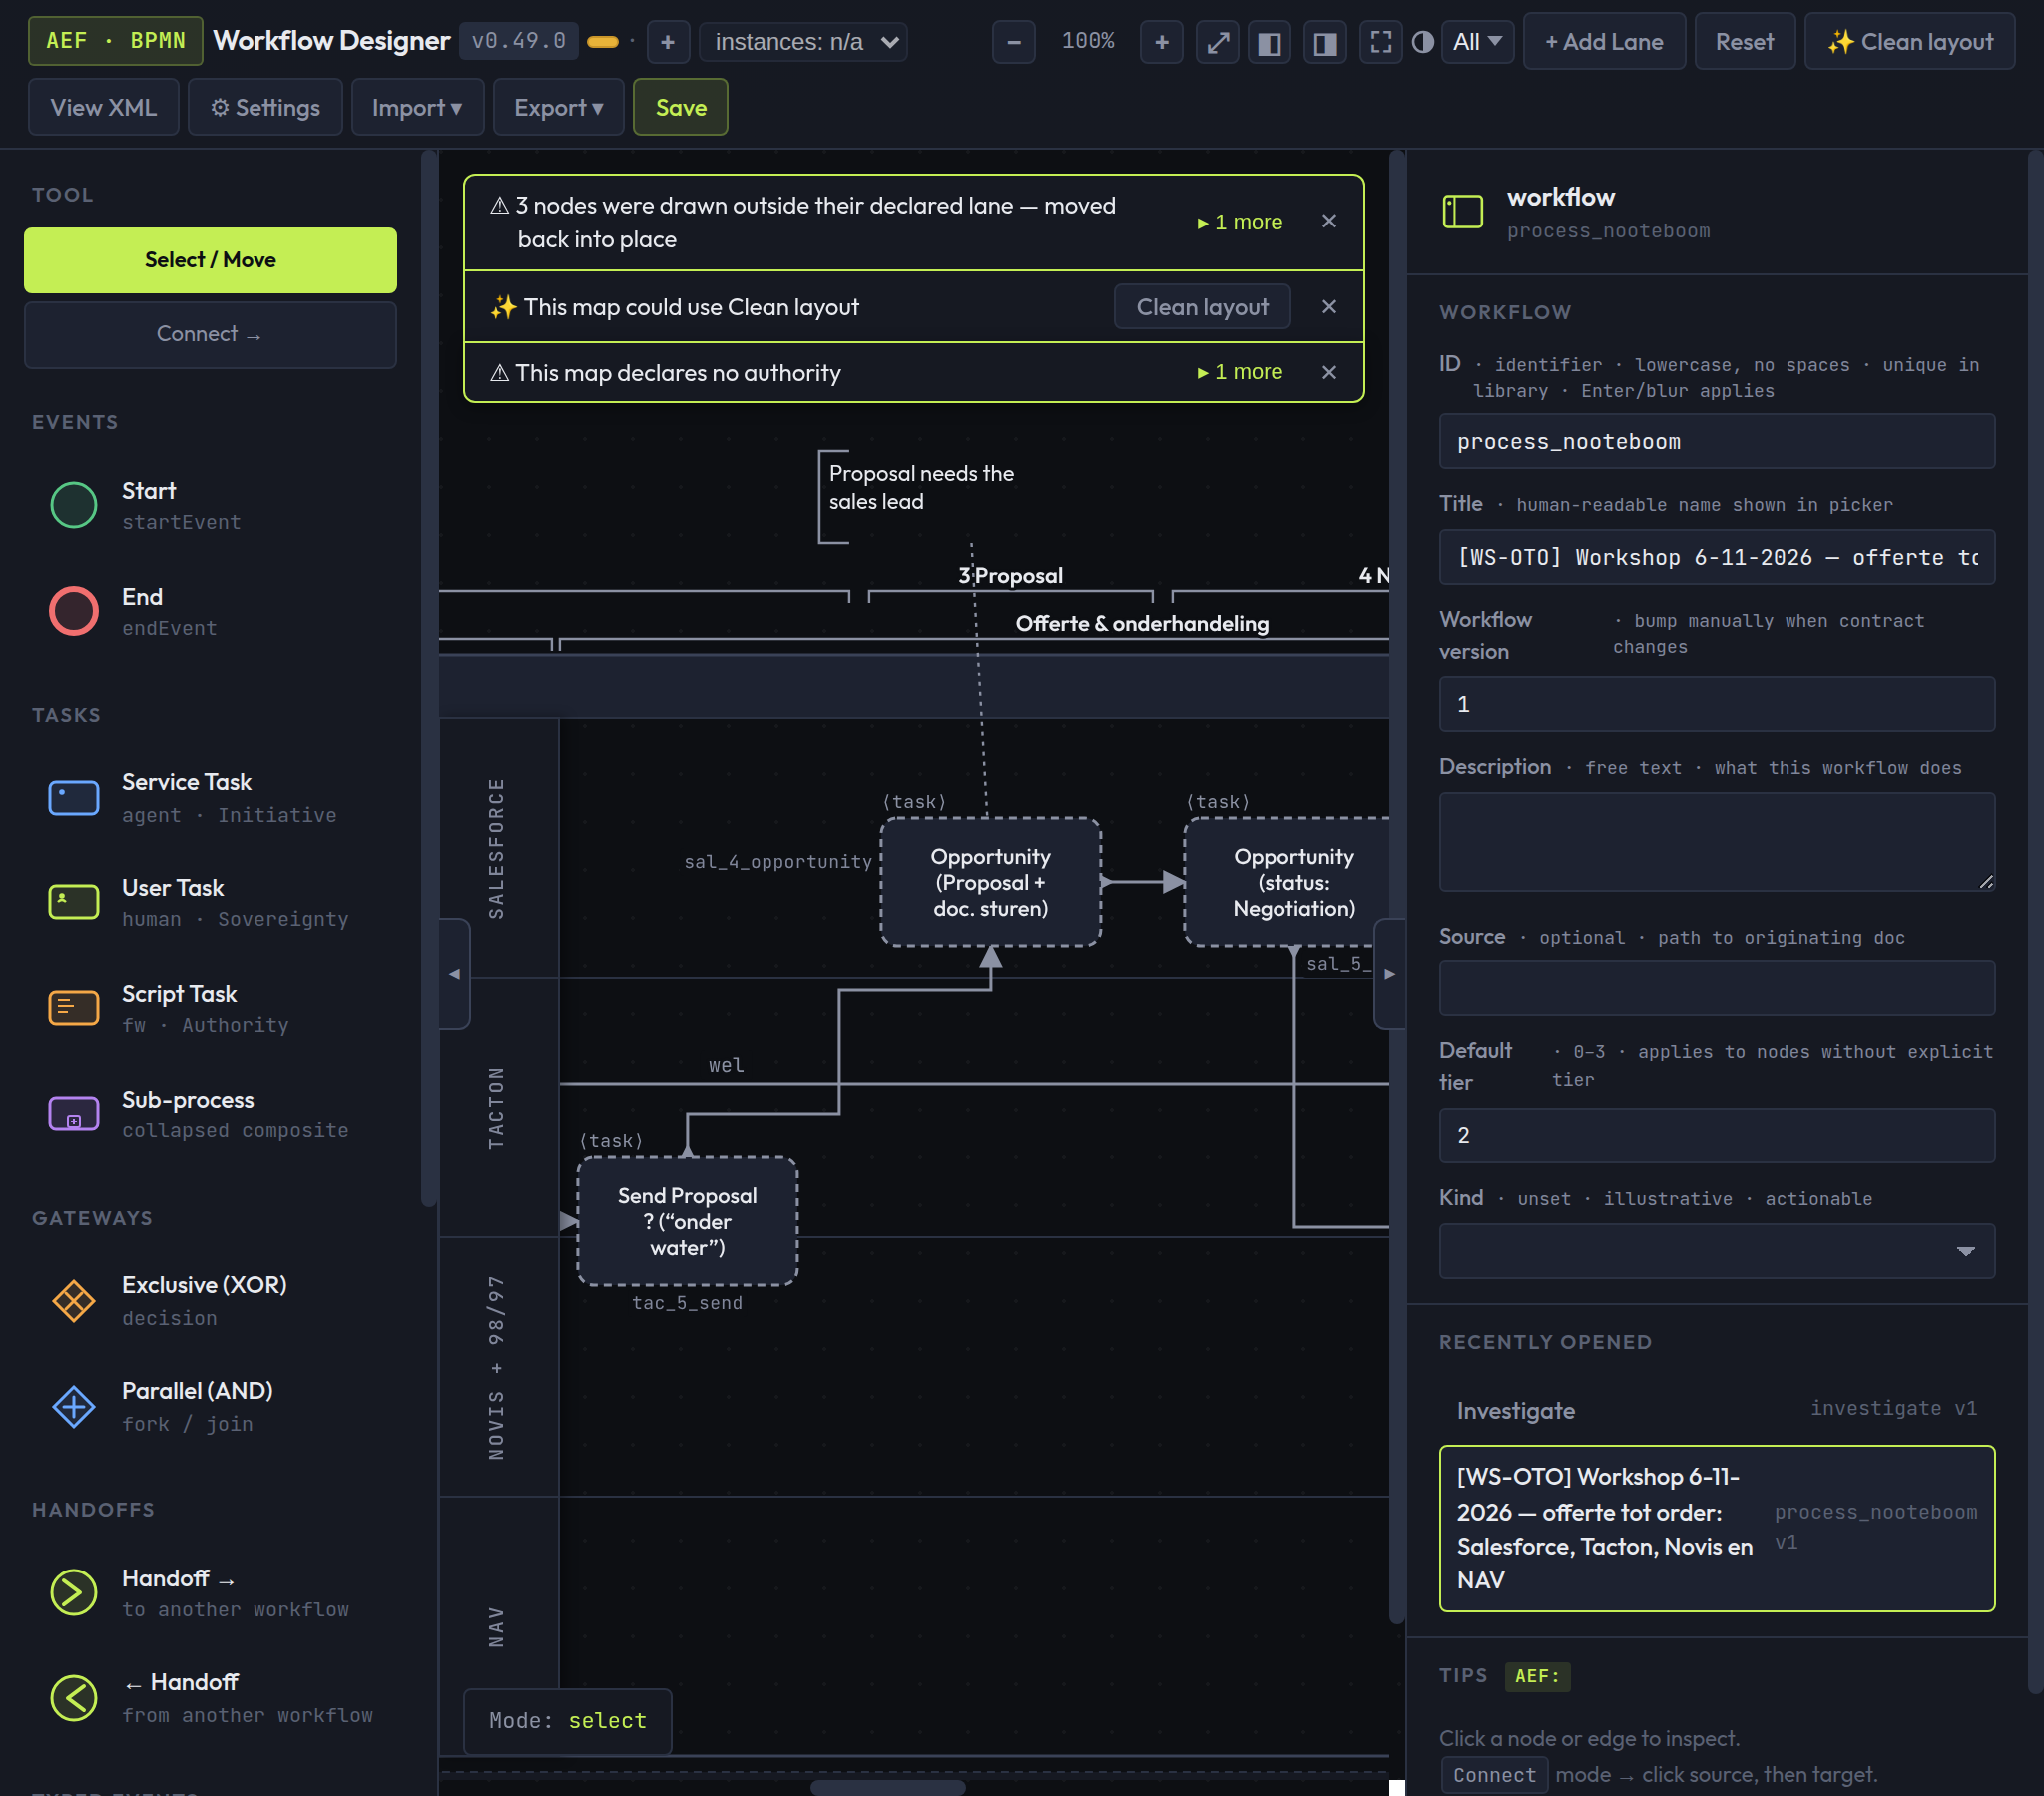 AEF · BPMN Workflow Designer v0.49.0 · + instances: n/a − 100% + All + Add Lane Reset ✨ Clean layout
View XML ⚙ Settings Import ▾ Export ▾ Save
TOOL
Select / Move
Connect →
EVENTS
Start
startEvent
End
endEvent
TASKS
Service Task
agent · Initiative
User Task
human · Sovereignty
Script Task
fw · Authority
Sub-process
collapsed composite
GATEWAYS
Exclusive (XOR)
decision
Parallel (AND)
fork / join
HANDOFFS
Handoff →
to another workflow
← Handoff
from another workflow
⚠ 3 nodes were drawn outside their declared lane — moved
back into place
▸ 1 more ✕
✨ This map could use Clean layout Clean layout ✕
⚠ This map declares no authority ▸ 1 more ✕
Proposal needs the
sales lead
3 Proposal
4 N
Offerte & onderhandeling
SALESFORCE
⟨task⟩
sal_4_opportunity
Opportunity
(Proposal +
doc. sturen)
⟨task⟩
Opportunity
(status:
Negotiation)
sal_5_
TACTON
wel
⟨task⟩
Send Proposal
? (“onder
water”)
tac_5_send
NOVIS + 98/97
NAV
Mode: select
workflow
process_nooteboom
WORKFLOW
ID · identifier · lowercase, no spaces · unique in
library · Enter/blur applies
process_nooteboom
Title · human-readable name shown in picker
[WS-OTO] Workshop 6-11-2026 — offerte to
Workflow version · bump manually when contract changes
1
Description · free text · what this workflow does
Source · optional · path to originating doc
Default tier · 0–3 · applies to nodes without explicit tier
2
Kind · unset · illustrative · actionable
RECENTLY OPENED
Investigate investigate v1
[WS-OTO] Workshop 6-11-
2026 — offerte tot order:
Salesforce, Tacton, Novis en
NAV
process_nooteboom
v1
TIPS AEF:
Click a node or edge to inspect.
Connect mode → click source, then target.